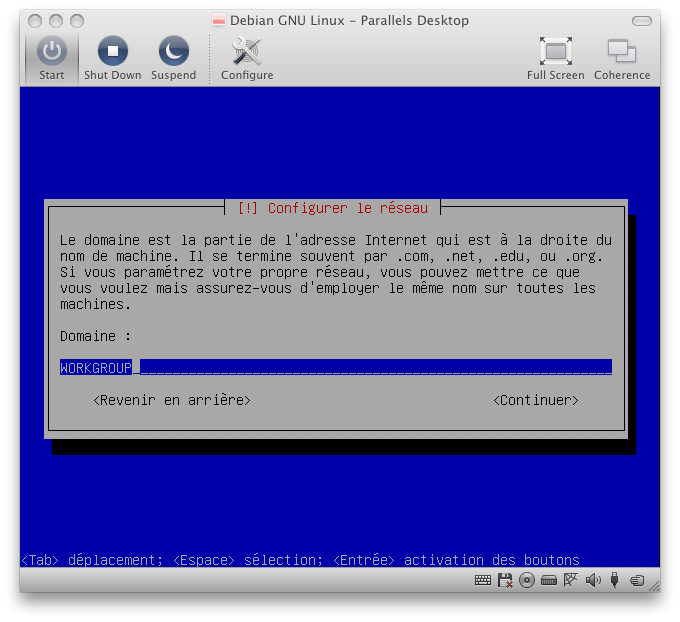 Debian GNU Linux – Parallels Desktop
Start Shut Down Suspend Configure Full Screen Coherence
[!] Configurer le réseau
Le domaine est la partie de l'adresse Internet qui est à la droite du
nom de machine. Il se termine souvent par .com, .net, .edu, ou .org.
Si vous paramétrez votre propre réseau, vous pouvez mettre ce que
vous voulez mais assurez-vous d'employer le même nom sur toutes les
machines.
Domaine :
WORKGROUP
<Revenir en arrière> <Continuer>
<Tab> déplacement; <Espace> sélection; <Entrée> activation des boutons